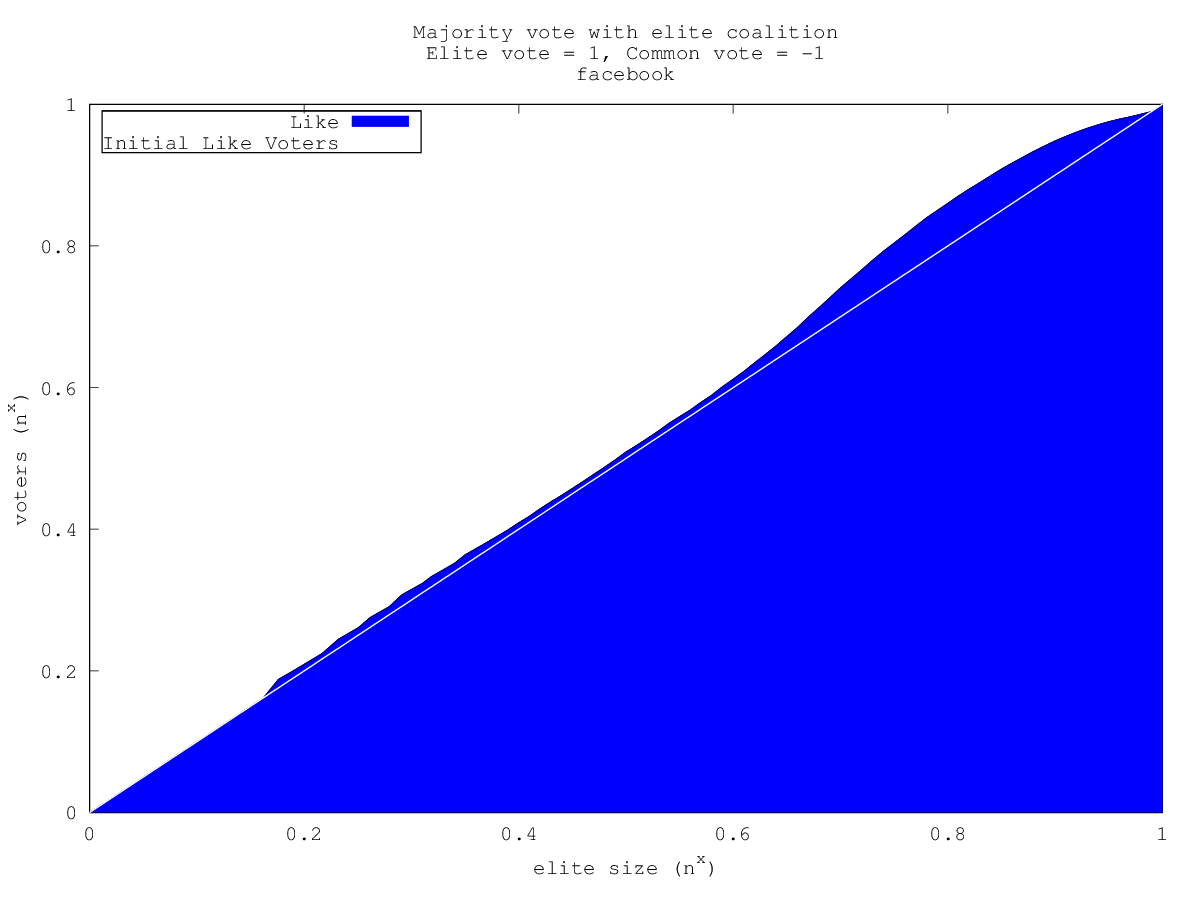 Majority vote with elite coalition
Elite vote = 1, Common vote = -1
facebook
1
Like
Initial Like Voters
0.8
0.6
0.4
0.2
0
voters (n^x)
0
0.2
0.4
0.6
0.8
1
elite size (n^x)